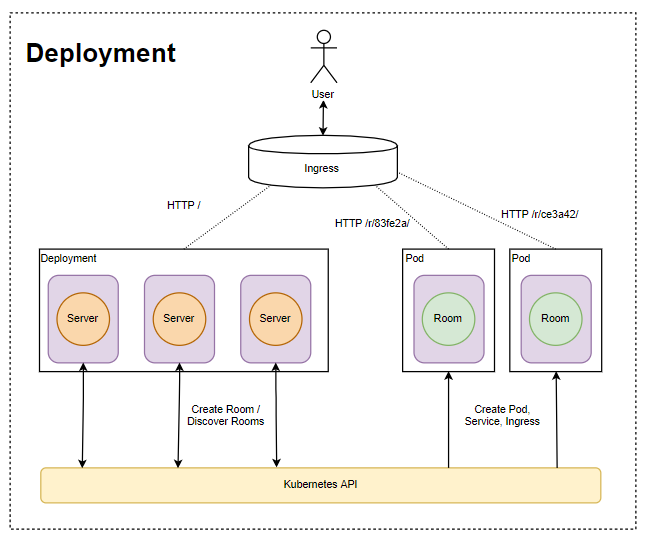 Deployment
User
Ingress
HTTP /
HTTP /r/83fe2a/
HTTP /r/ce3a42/
Deployment
Pod
Pod
Server
Server
Server
Room
Room
Create Room /
Discover Rooms
Create Pod,
Service, Ingress
Kubernetes API